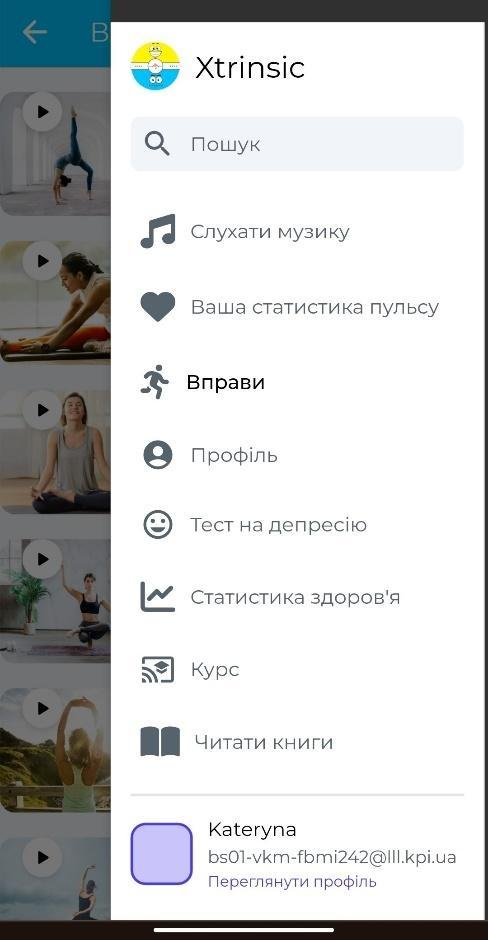 В
Xtrinsic
Пошук
Слухати музику
Ваша статистика пульсу
Вправи
Профіль
Тест на депресію
Статистика здоров'я
Курс
Читати книги
Kateryna
bs01-vkm-fbmi242@lll.kpi.ua
Переглянути профіль